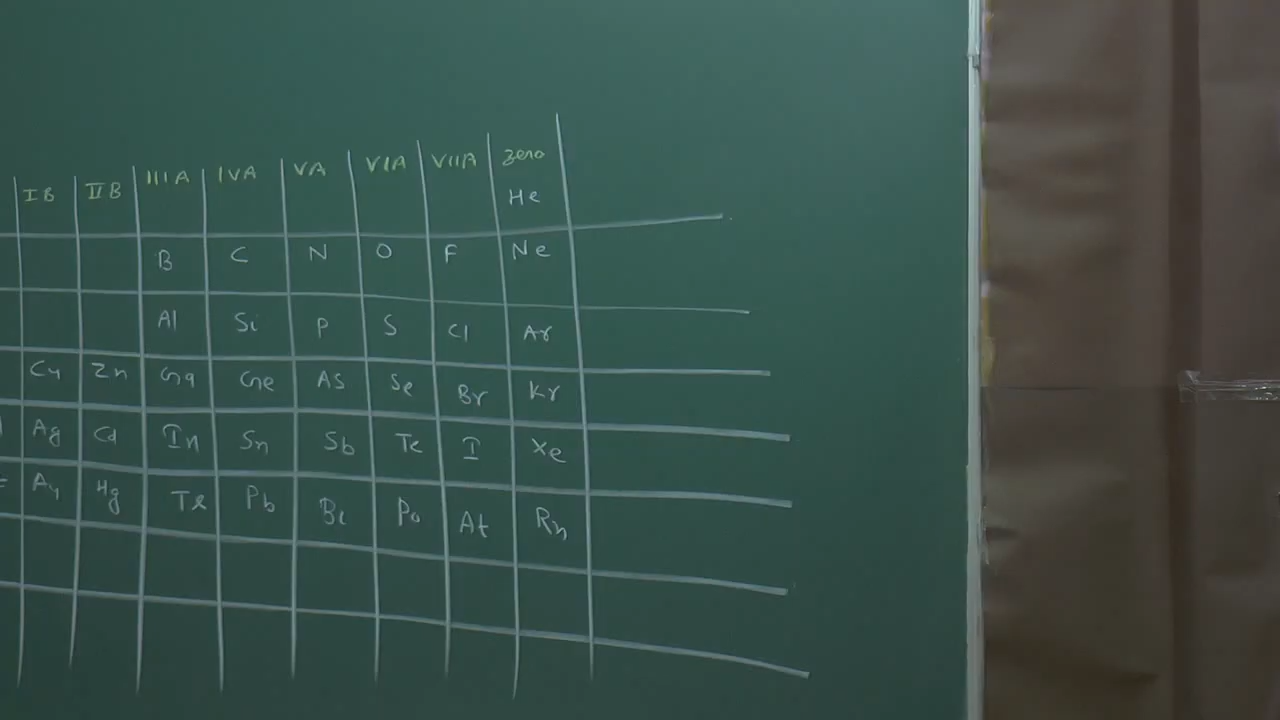 IB IIB IIIA IVA VA VIA VIIA Zero
He
B C N O F Ne
Al Si P S Cl Ar
Cu Zn Ga Ge As Se Br Kr
Ag Cd In Sn Sb Te I Xe
Au Hg Tl Pb Bi Po At Rn